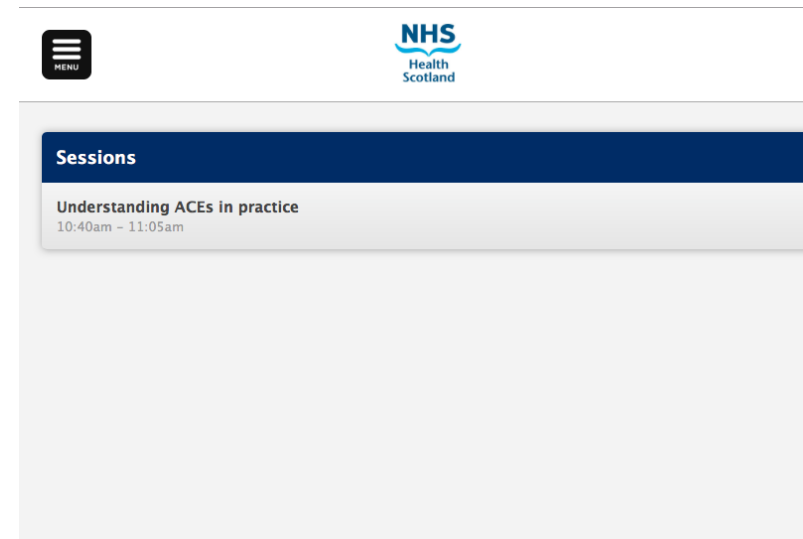 MENU
NHS
Health
Scotland
Sessions
Understanding ACEs in practice
10:40am – 11:05am